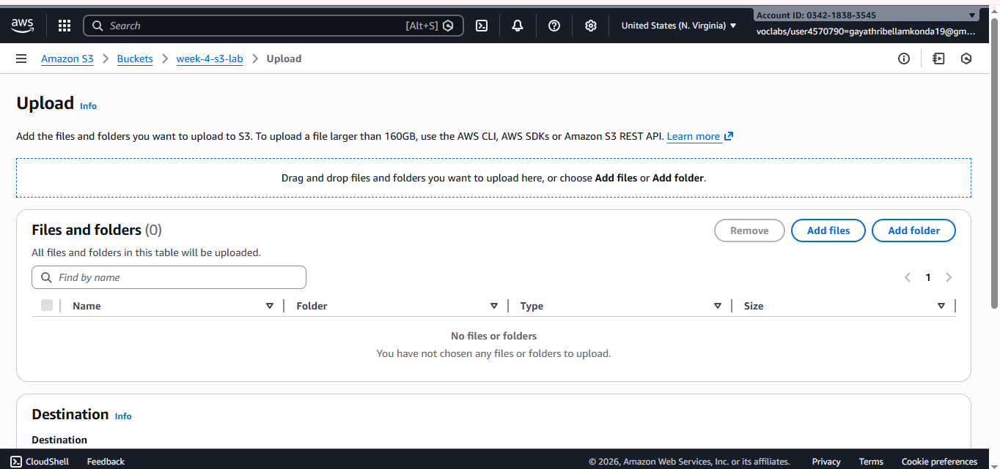 aws
Search [Alt+S]
United States (N. Virginia)
Account ID: 0342-1838-3545
voclabs/user4570790=gayathribellamkonda19@gm...
Amazon S3 > Buckets > week-4-s3-lab > Upload
Upload Info
Add the files and folders you want to upload to S3. To upload a file larger than 160GB, use the AWS CLI, AWS SDKs or Amazon S3 REST API. Learn more
Drag and drop files and folders you want to upload here, or choose Add files or Add folder.
Files and folders (0)
Remove
Add files
Add folder
All files and folders in this table will be uploaded.
Find by name
1
Name Folder Type Size
No files or folders
You have not chosen any files or folders to upload.
Destination Info
Destination
CloudShell Feedback © 2026, Amazon Web Services, Inc. or its affiliates. Privacy Terms Cookie preferences